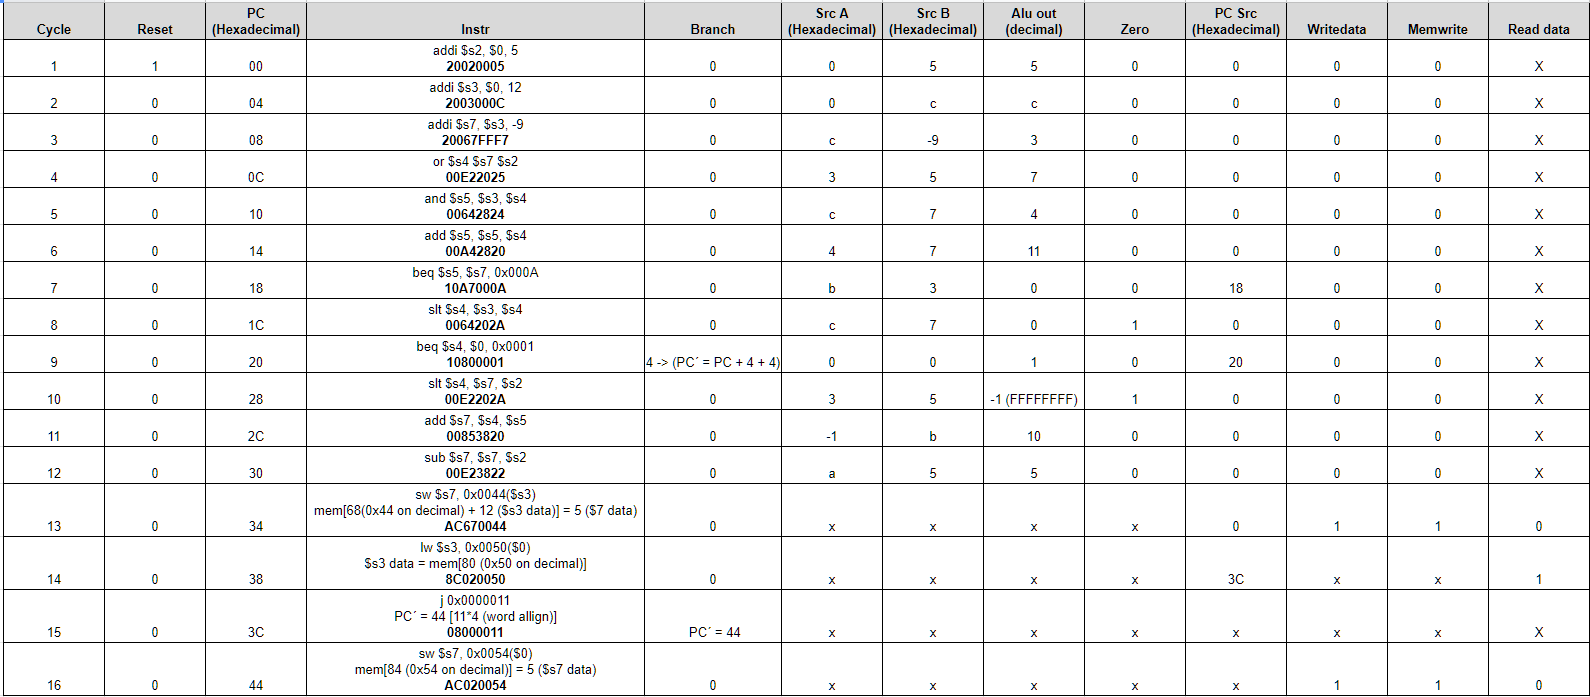 Cycle Reset PC (Hexadecimal) Instr Branch Src A (Hexadecimal) Src B (Hexadecimal) Alu out (decimal) Zero PC Src (Hexadecimal) Writedata Memwrite Read data
addi $s2, $0, 5
1 1 00 20020005 0 0 5 5 0 0 0 0 X
addi $s3, $0, 12
2 0 04 2003000C 0 0 c c 0 0 0 0 X
addi $s7, $s3, -9
3 0 08 20067FFF7 0 c -9 3 0 0 0 0 X
or $s4 $s7 $s2
4 0 0C 00E22025 0 3 5 7 0 0 0 0 X
and $s5, $s3, $s4
5 0 10 00642824 0 c 7 4 0 0 0 0 X
add $s5, $s5, $s4
6 0 14 00A42820 0 4 7 11 0 0 0 0 X
beq $s5, $s7, 0x000A
7 0 18 10A7000A 0 b 3 0 0 18 0 0 X
slt $s4, $s3, $s4
8 0 1C 0064202A 0 c 7 0 1 0 0 0 X
beq $s4, $0, 0x0001
9 0 20 10800001 4 -> (PC´ = PC + 4 + 4) 0 0 1 0 20 0 0 X
slt $s4, $s7, $s2
10 0 28 00E2202A 0 3 5 -1 (FFFFFFFF) 1 0 0 0 X
add $s7, $s4, $s5
11 0 2C 00853820 0 -1 b 10 0 0 0 0 X
sub $s7, $s7, $s2
12 0 30 00E23822 0 a 5 5 0 0 0 0 X
sw $s7, 0x0044($s3)
mem[68(0x44 on decimal) + 12 ($s3 data)] = 5 ($7 data)
13 0 34 AC670044 0 x x x x 0 1 1 0
lw $s3, 0x0050($0)
$s3 data = mem[80 (0x50 on decimal)]
14 0 38 8C020050 0 x x x x 3C x x 1
j 0x0000011
PC´ = 44 [11*4 (word allign)]
15 0 3C 08000011 PC´ = 44 x x x x x x x X
sw $s7, 0x0054($0)
mem[84 (0x54 on decimal)] = 5 ($s7 data)
16 0 44 AC020054 0 x x x x x 1 1 0